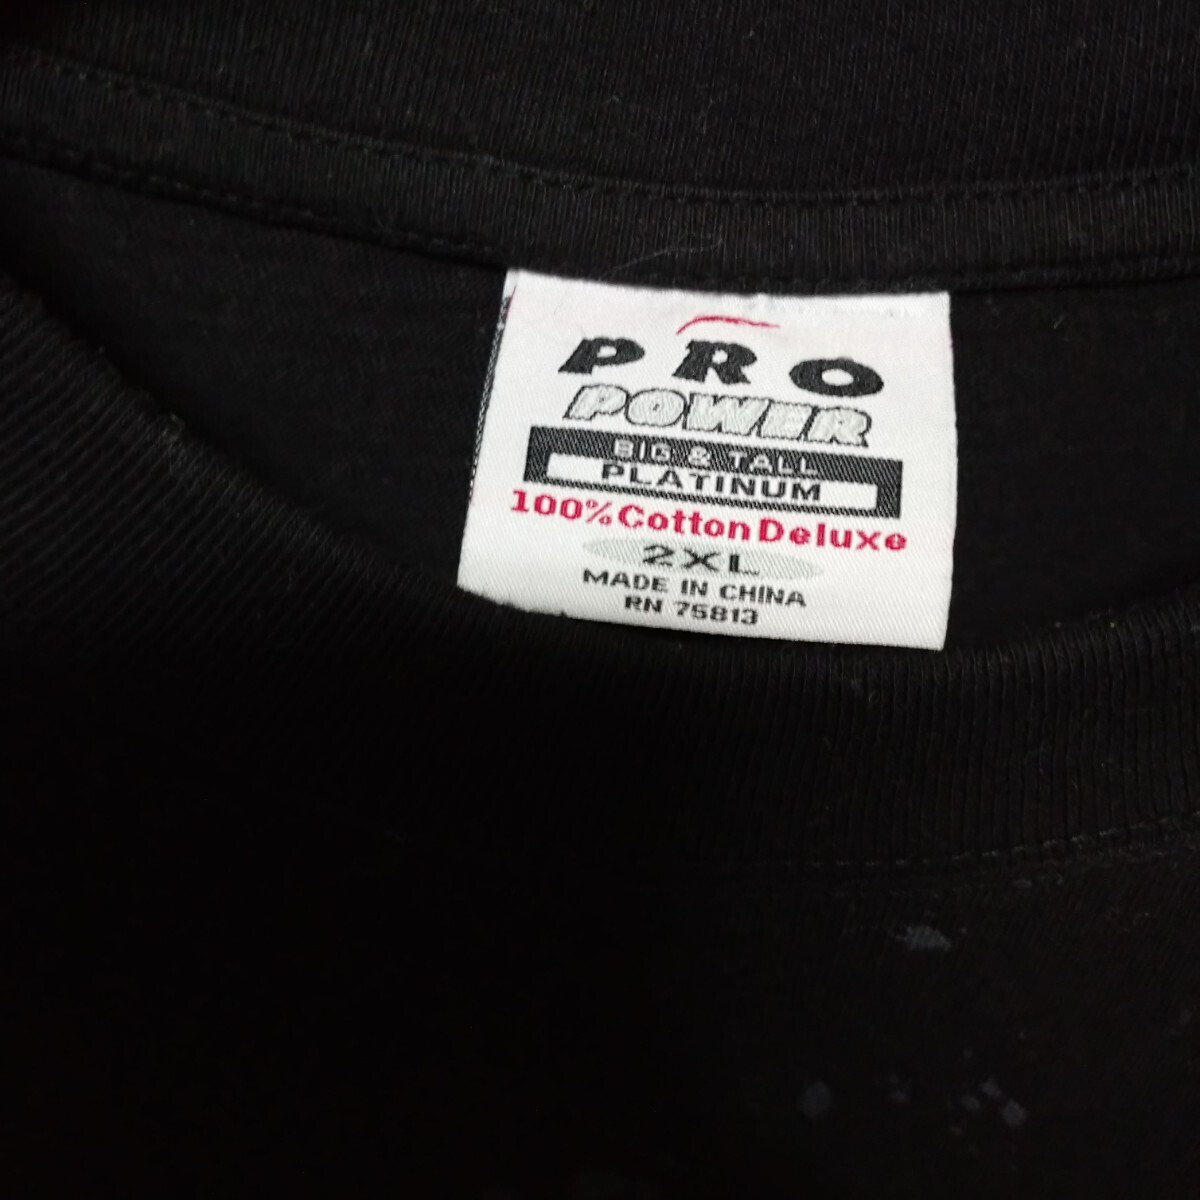 PRO
POWER
BIG & TALL
PLATINUM
100% Cotton Deluxe
2XL
MADE IN CHINA
RN 75813